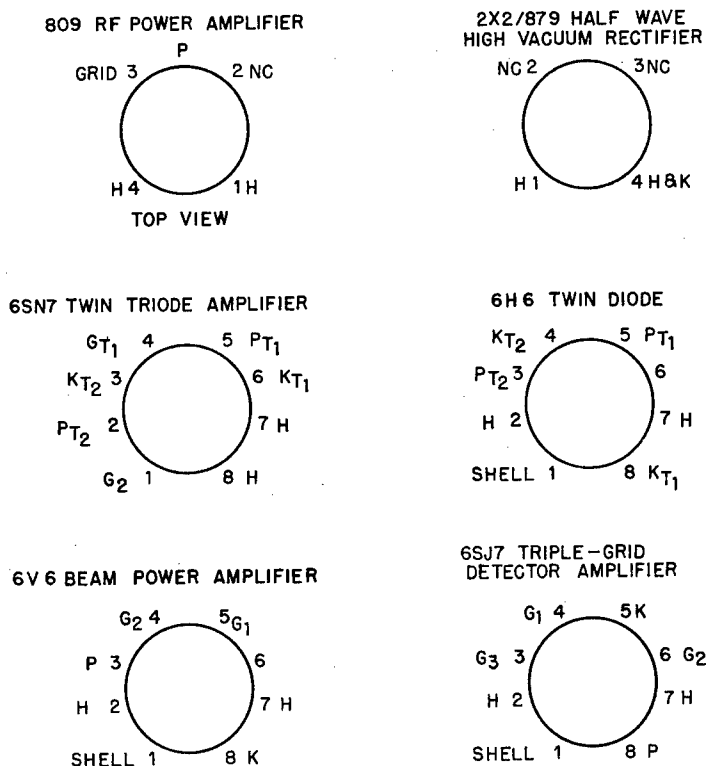 809 RF POWER AMPLIFIER
P
GRID 3
2 NC
H 4
1 H
TOP VIEW
2X2/879 HALF WAVE
HIGH VACUUM RECTIFIER
NC 2
3 NC
H 1
4 H&K
6SN7 TWIN TRIODE AMPLIFIER
GT1 4
5 PT1
KT2 3
6 KT1
PT2 2
7 H
G2 1
8 H
6H6 TWIN DIODE
KT2 4
5 PT1
PT2 3
6
H 2
7 H
SHELL 1
8 KT1
6V6 BEAM POWER AMPLIFIER
G2 4
5 G1
P 3
6
H 2
7 H
SHELL 1
8 K
6SJ7 TRIPLE-GRID
DETECTOR AMPLIFIER
G1 4
5 K
G3 3
6 G2
H 2
7 H
SHELL 1
8 P